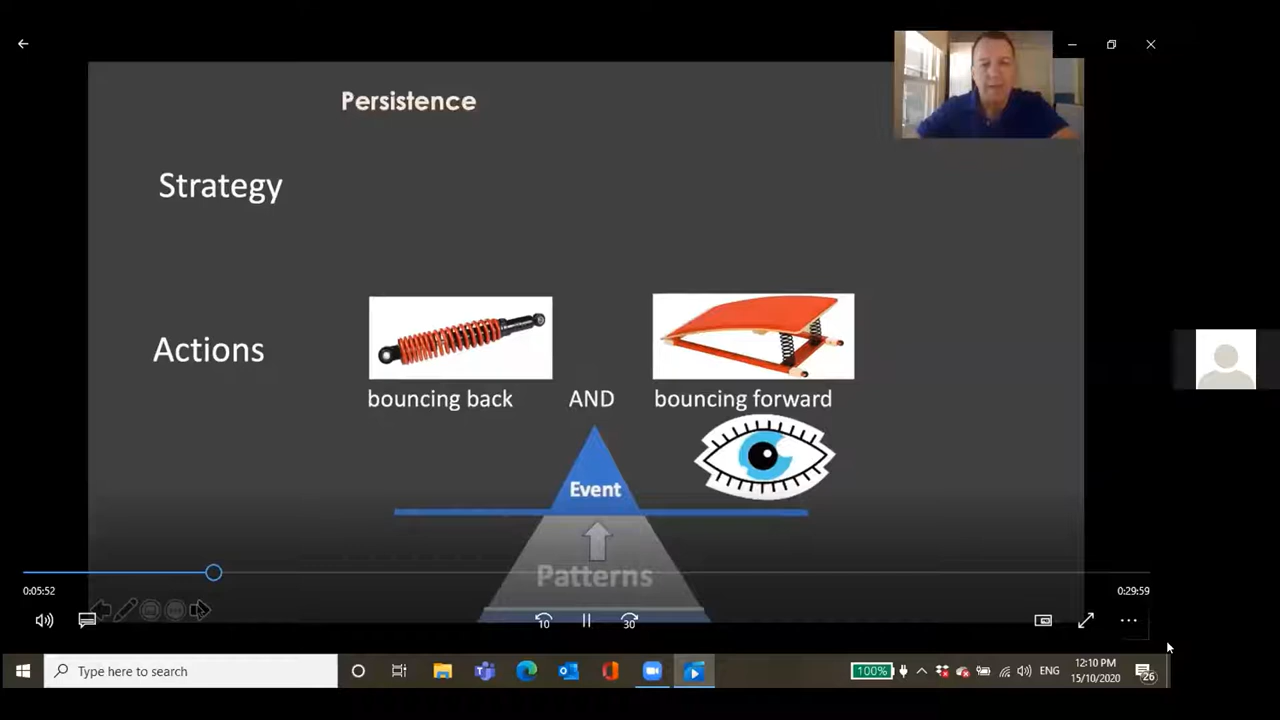 Persistence
Strategy
Actions
bouncing back AND bouncing forward
Event
Patterns
0:05:52 0:29:59
10 30
Type here to search
100% ENG
12:10 PM
15/10/2020
26